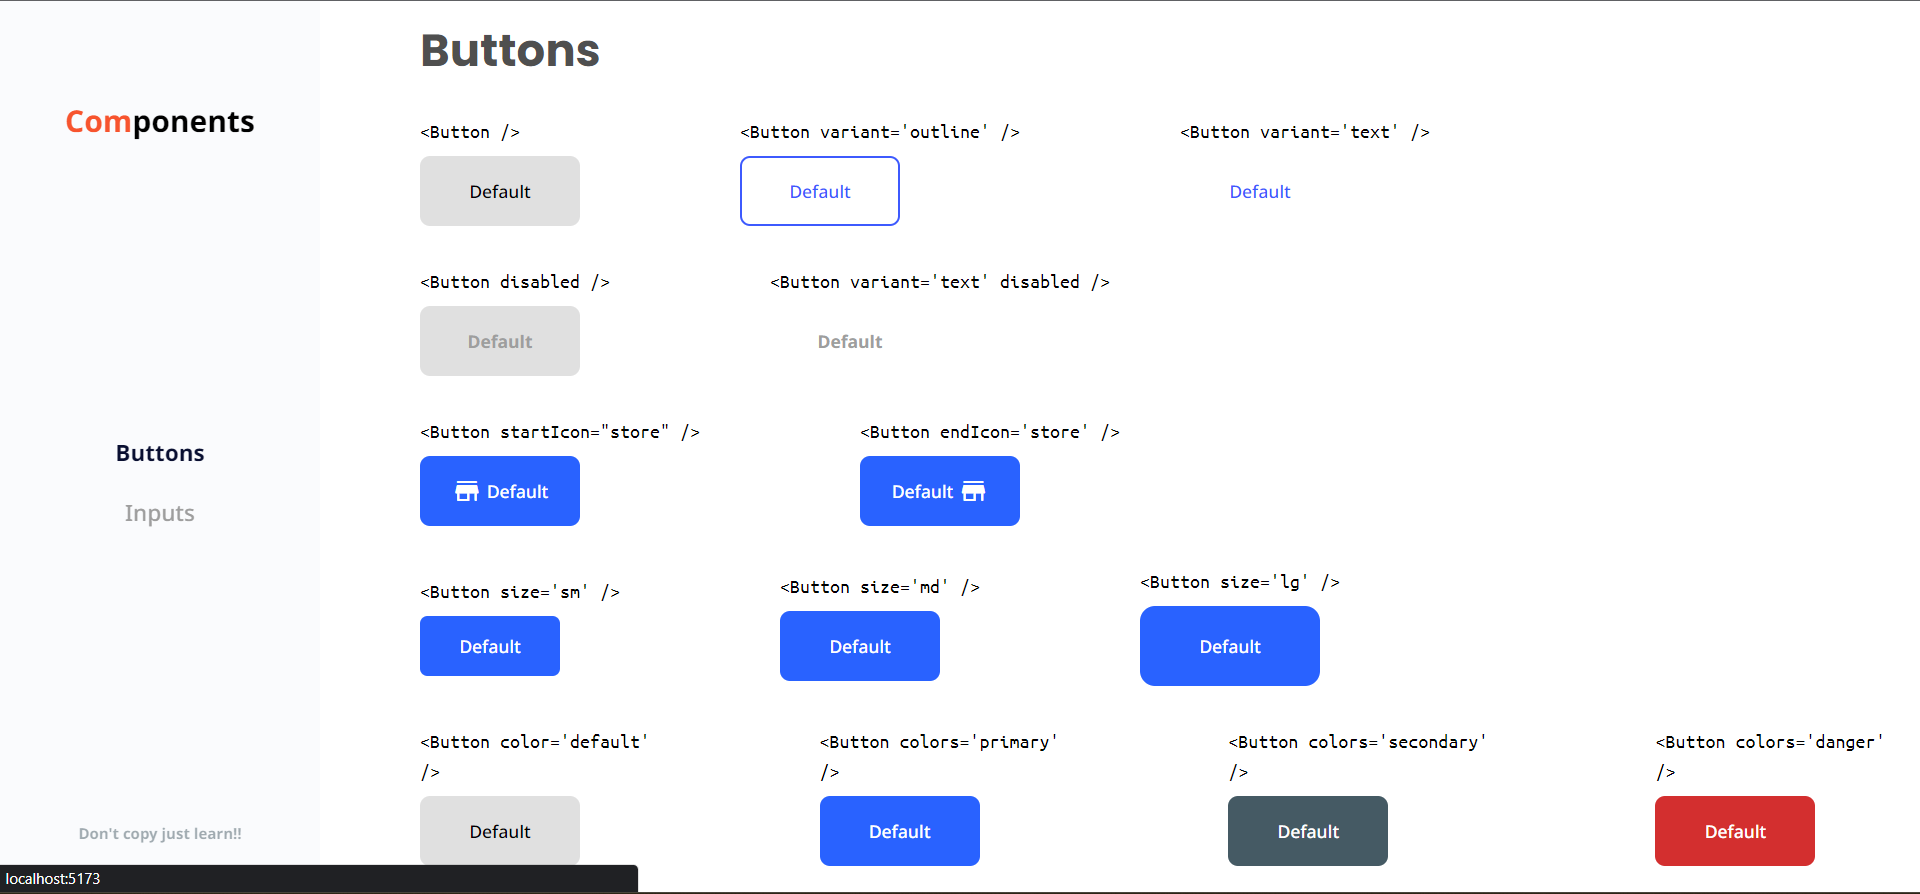 Components
Buttons
Inputs
Don't copy just learn!!
localhost:5173
Buttons
<Button />
Default
<Button variant='outline' />
Default
<Button variant='text' />
Default
<Button disabled />
Default
<Button variant='text' disabled />
Default
<Button startIcon="store" />
Default
<Button endIcon='store' />
Default
<Button size='sm' />
Default
<Button size='md' />
Default
<Button size='lg' />
Default
<Button color='default'
/>
Default
<Button colors='primary'
/>
Default
<Button colors='secondary'
/>
Default
<Button colors='danger'
/>
Default